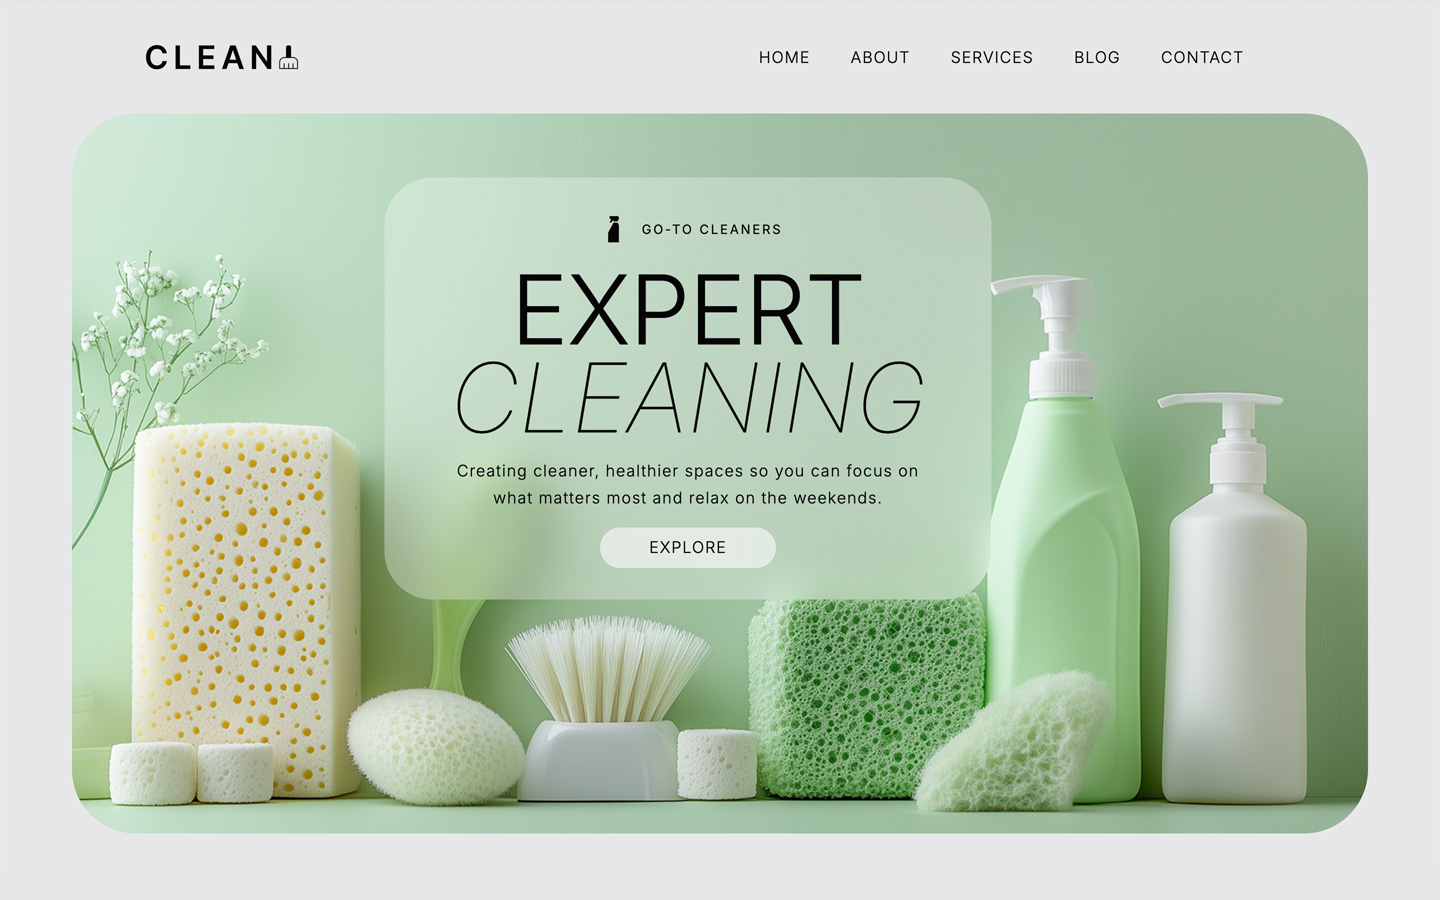 CLEAN
HOME ABOUT SERVICES BLOG CONTACT
GO-TO CLEANERS
EXPERT
CLEANING
Creating cleaner, healthier spaces so you can focus on
what matters most and relax on the weekends.
EXPLORE